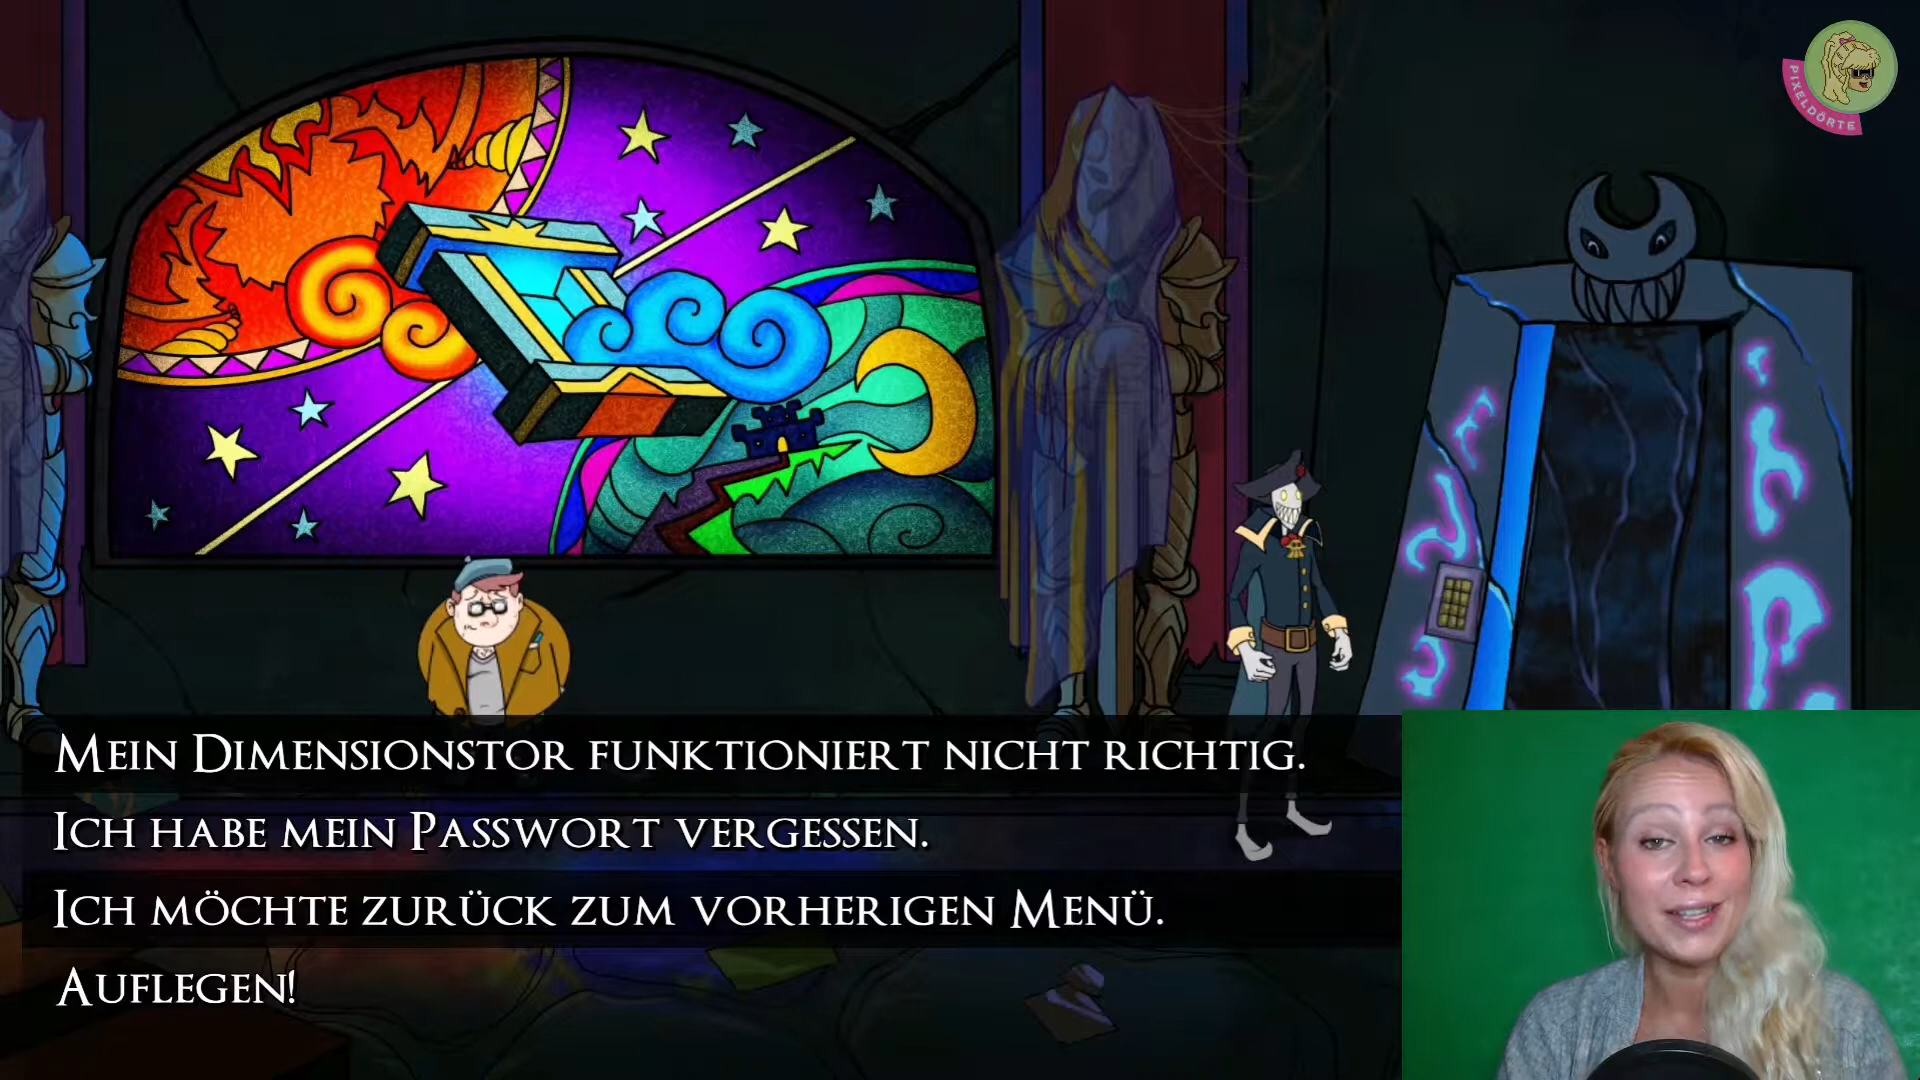 PIXELDÖRTE
Mein Dimensionstor funktioniert nicht richtig.
Ich habe mein Passwort vergessen.
Ich möchte zurück zum vorherigen Menü.
Auflegen!